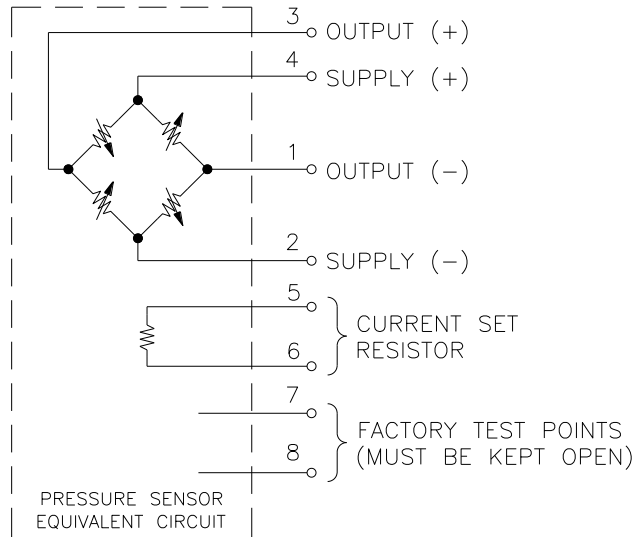 3
OUTPUT (+)
4
SUPPLY (+)
1
OUTPUT (−)
2
SUPPLY (−)
5
6
CURRENT SET
RESISTOR
7
8
FACTORY TEST POINTS
(MUST BE KEPT OPEN)
PRESSURE SENSOR
EQUIVALENT CIRCUIT